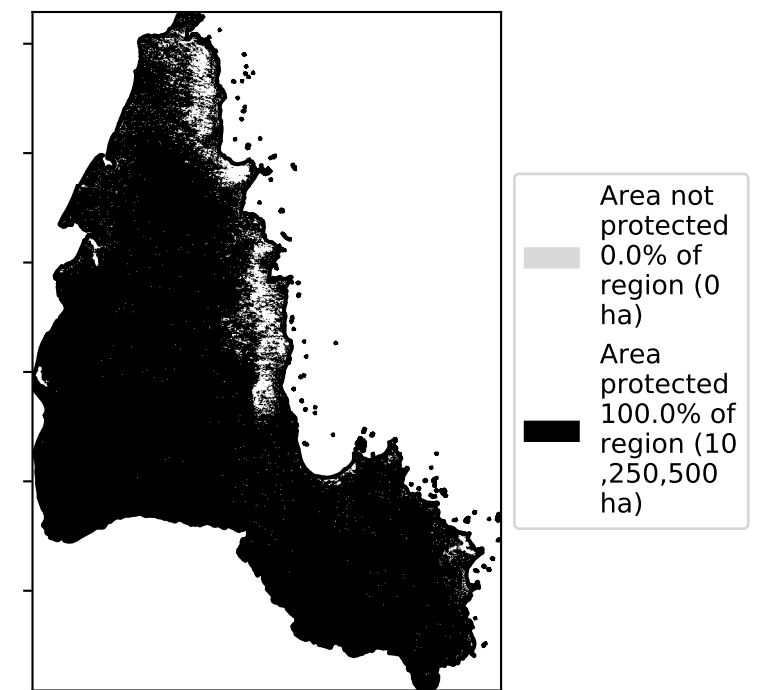 Area not
protected
0.0% of
region (0
ha)
Area
protected
100.0% of
region (10
,250,500
ha)